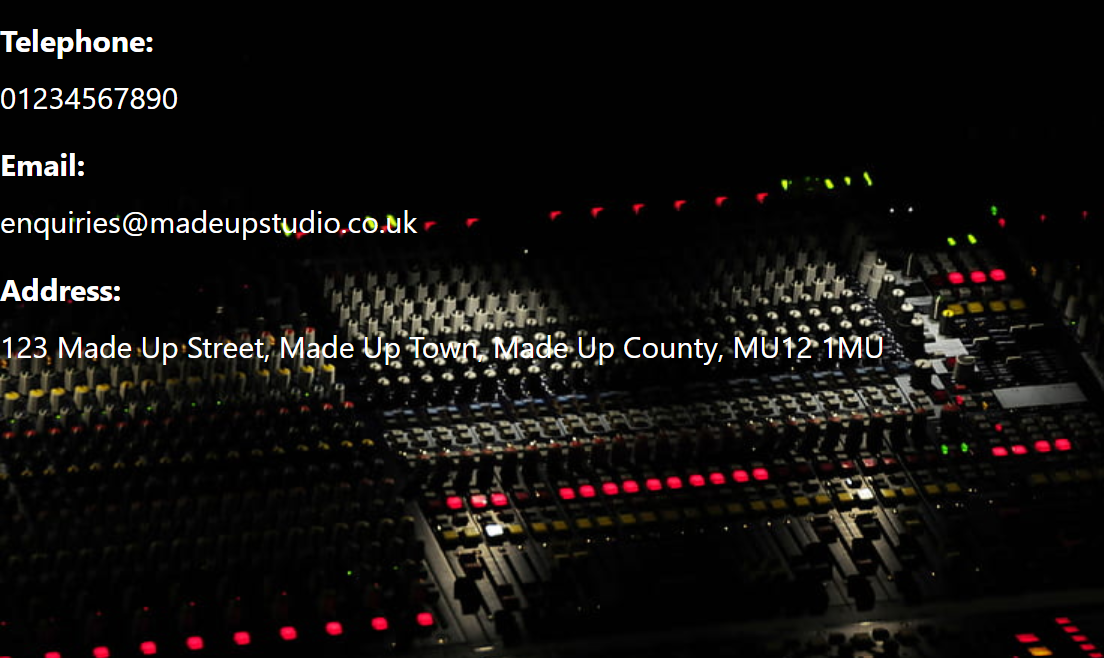 Telephone:
01234567890
Email:
enquiries@madeupstudio.co.uk
Address:
123 Made Up Street, Made Up Town, Made Up County, MU12 1MU